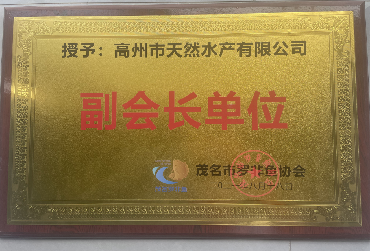 授予：高州市天然水产有限公司
副会长单位
茂名市罗非鱼协会